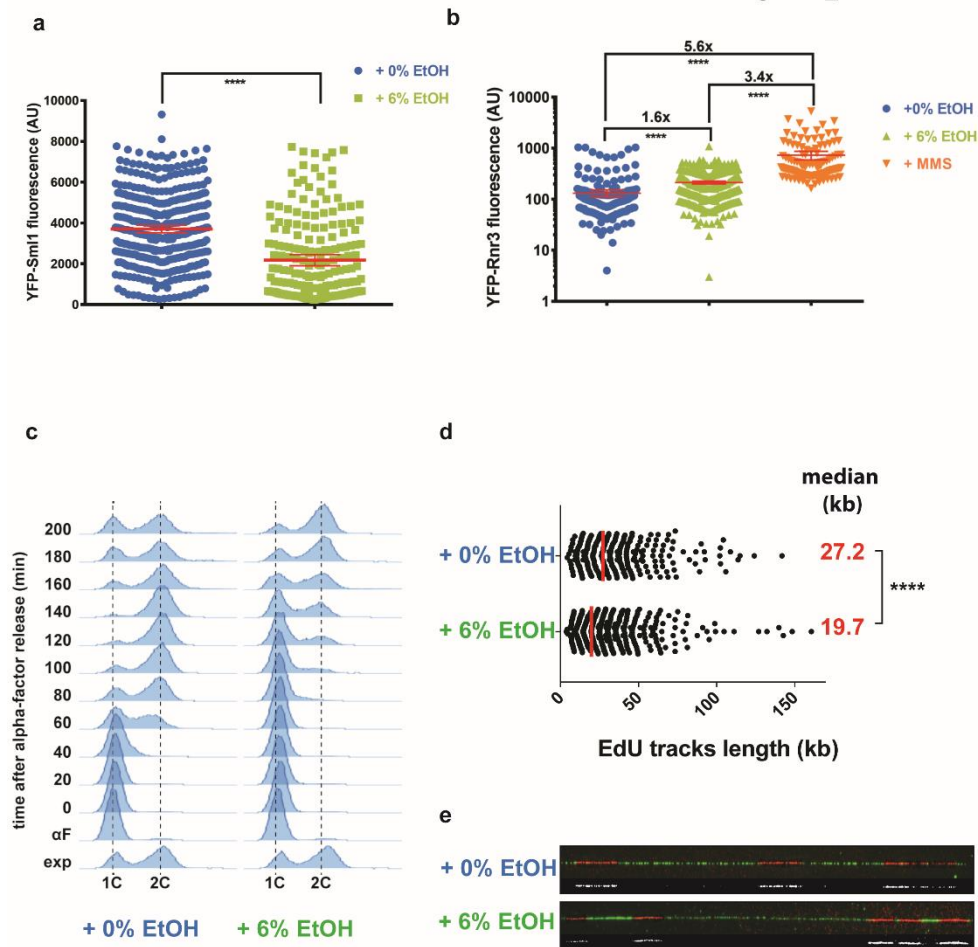 a
b
+ 0% EtOH
+ 6% EtOH
****
10000
8000
6000
4000
2000
0
YFP-Sml1 fluorescence (AU)
5.6x
****
3.4x
****
1.6x
****
10000
1000
100
10
1
YFP-Rnr3 fluorescence (AU)
+0% EtOH
+ 6% EtOH
+ MMS
c
d
time after alpha-factor release (min)
200
180
160
140
120
100
80
60
40
20
0
αF
exp
1C 2C 1C 2C
+ 0% EtOH + 6% EtOH
median
(kb)
+ 0% EtOH 27.2
****
+ 6% EtOH 19.7
0 50 100 150
EdU tracks length (kb)
e
+ 0% EtOH
+ 6% EtOH